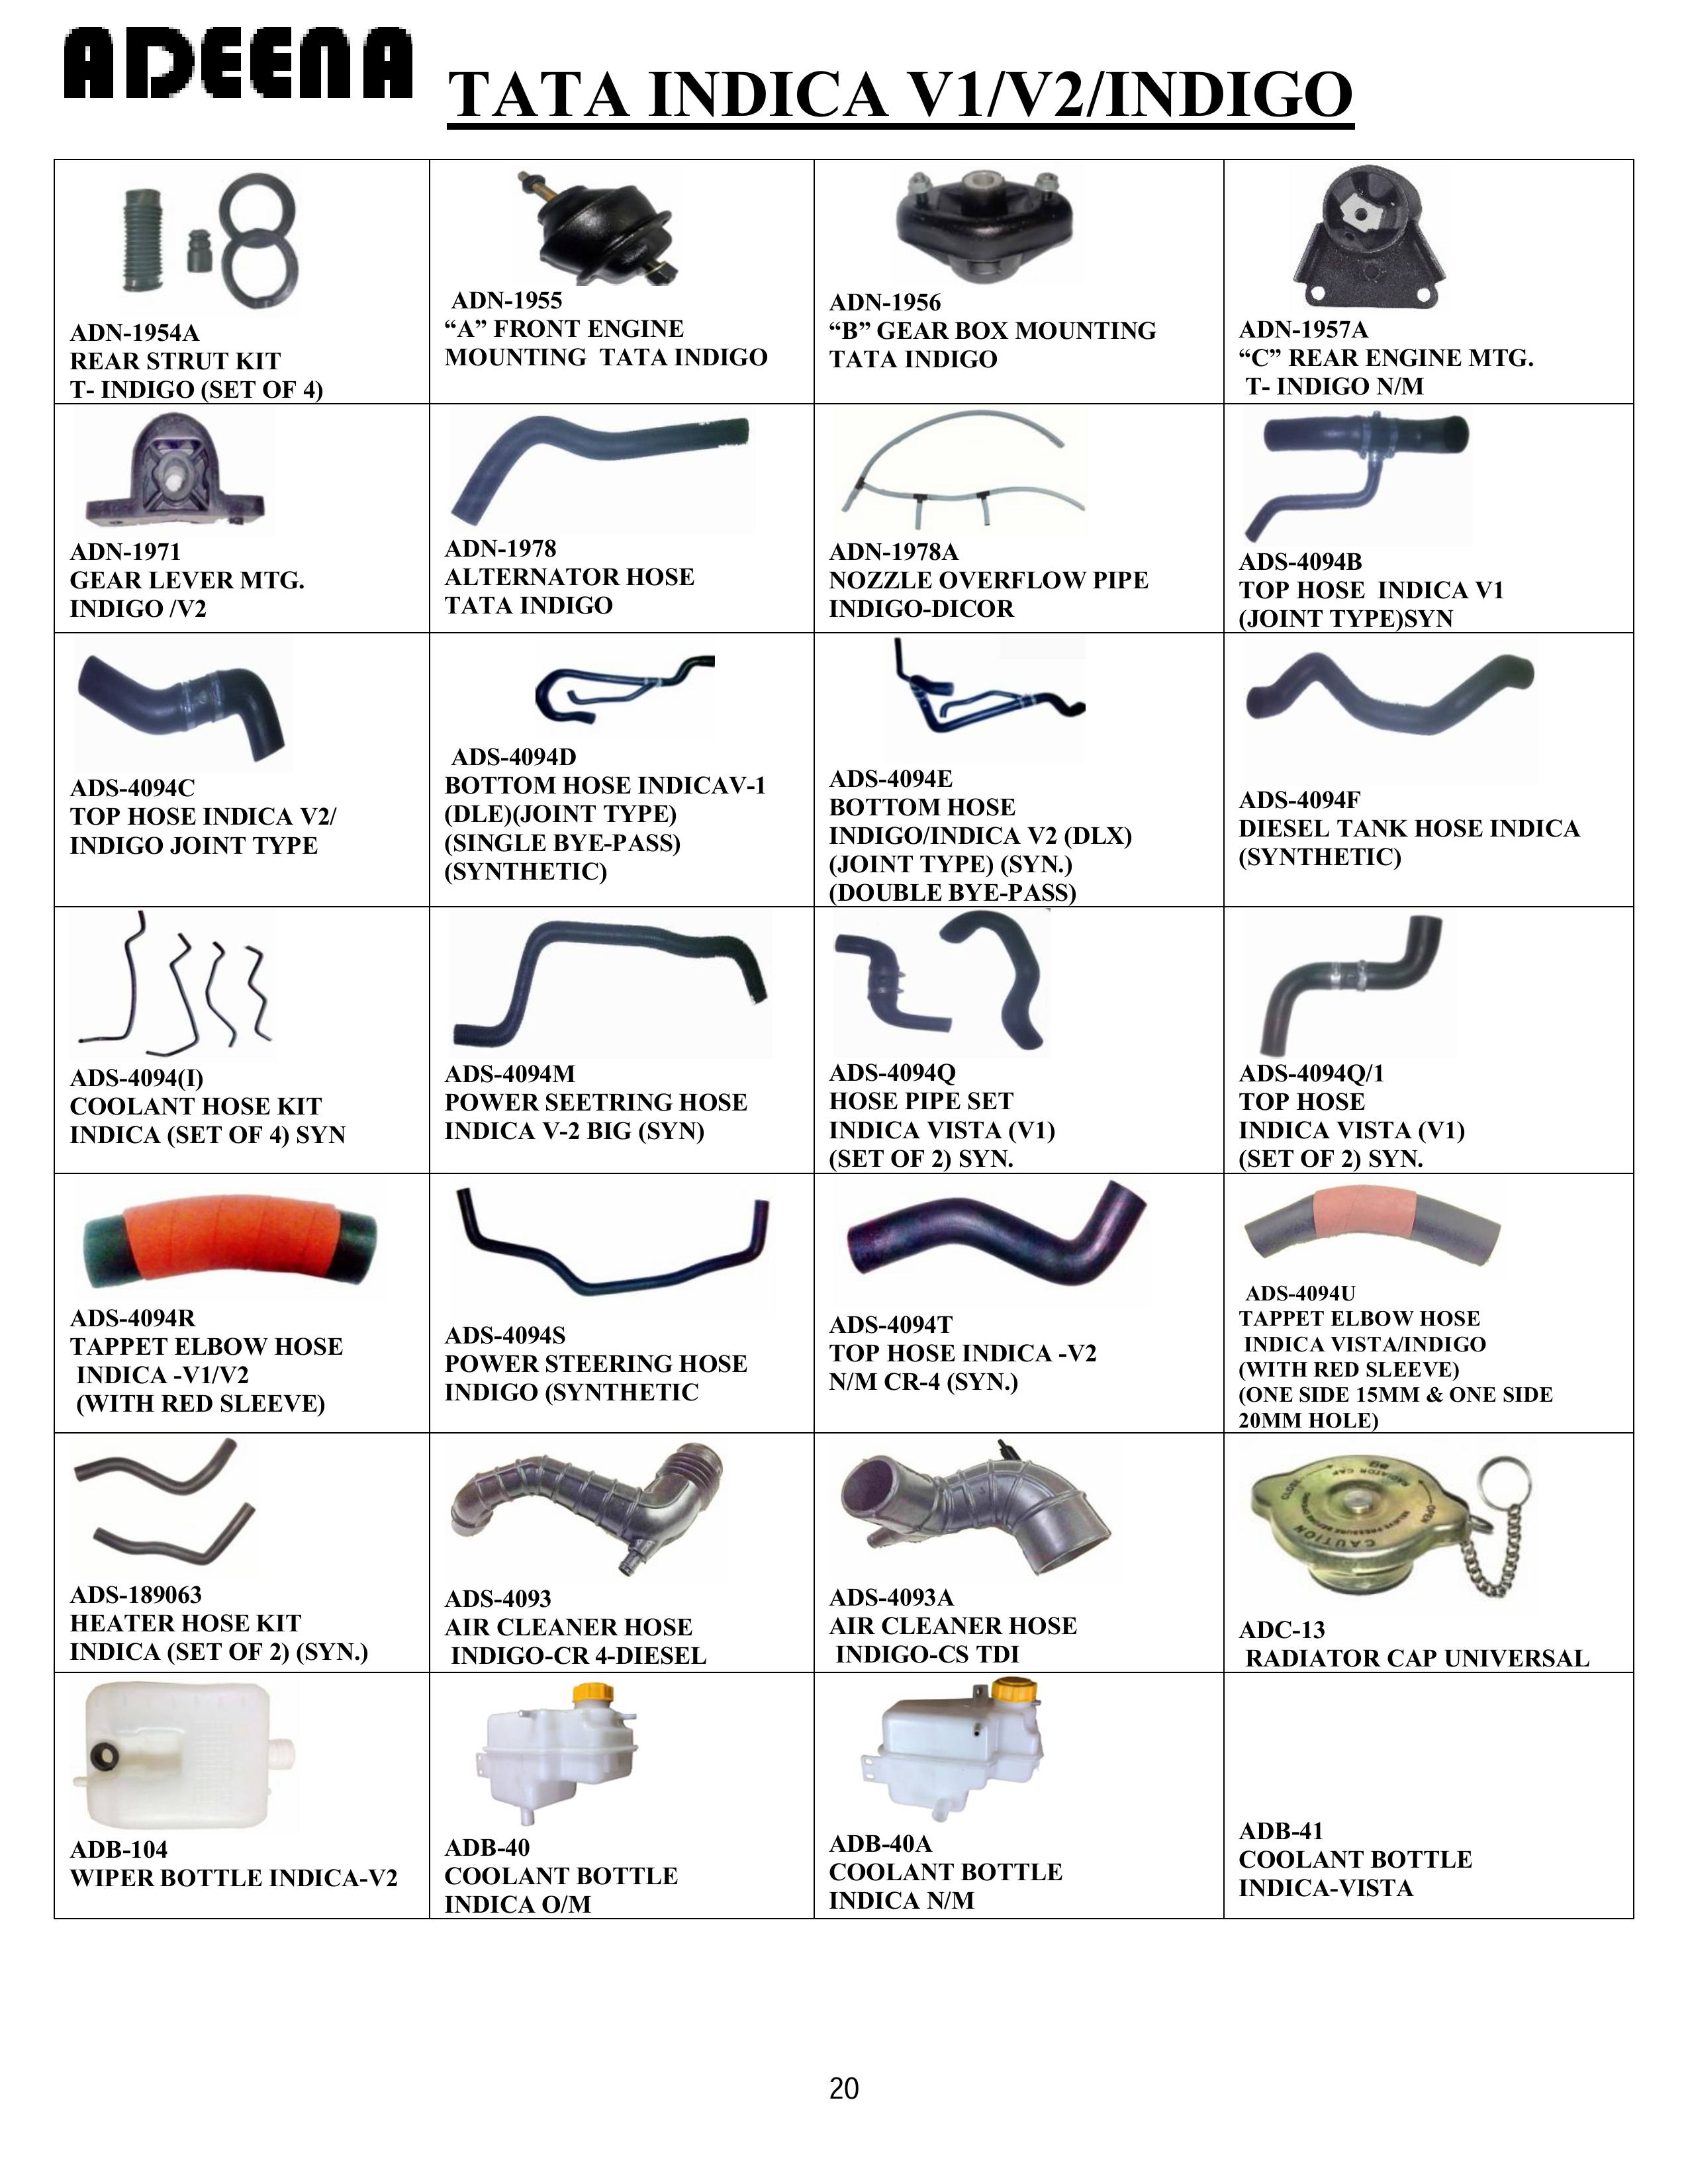 ADEENA
TATA INDICA V1/V2/INDIGO
ADN-1954A
REAR STRUT KIT
T- INDIGO (SET OF 4)
ADN-1955
“A” FRONT ENGINE
MOUNTING TATA INDIGO
ADN-1956
“B” GEAR BOX MOUNTING
TATA INDIGO
ADN-1957A
“C” REAR ENGINE MTG.
T- INDIGO N/M
ADN-1971
GEAR LEVER MTG.
INDIGO /V2
ADN-1978
ALTERNATOR HOSE
TATA INDIGO
ADN-1978A
NOZZLE OVERFLOW PIPE
INDIGO-DICOR
ADS-4094B
TOP HOSE INDICA V1
(JOINT TYPE)SYN
ADS-4094C
TOP HOSE INDICA V2/
INDIGO JOINT TYPE
ADS-4094D
BOTTOM HOSE INDICAV-1
(DLE)(JOINT TYPE)
(SINGLE BYE-PASS)
(SYNTHETIC)
ADS-4094E
BOTTOM HOSE
INDIGO/INDICA V2 (DLX)
(JOINT TYPE) (SYN.)
(DOUBLE BYE-PASS)
ADS-4094F
DIESEL TANK HOSE INDICA
(SYNTHETIC)
ADS-4094(I)
COOLANT HOSE KIT
INDICA (SET OF 4) SYN
ADS-4094M
POWER SEETRING HOSE
INDICA V-2 BIG (SYN)
ADS-4094Q
HOSE PIPE SET
INDICA VISTA (V1)
(SET OF 2) SYN.
ADS-4094Q/1
TOP HOSE
INDICA VISTA (V1)
(SET OF 2) SYN.
ADS-4094R
TAPPET ELBOW HOSE
INDICA -V1/V2
(WITH RED SLEEVE)
ADS-4094S
POWER STEERING HOSE
INDIGO (SYNTHETIC
ADS-4094T
TOP HOSE INDICA -V2
N/M CR-4 (SYN.)
ADS-4094U
TAPPET ELBOW HOSE
INDICA VISTA/INDIGO
(WITH RED SLEEVE)
(ONE SIDE 15MM & ONE SIDE
20MM HOLE)
ADS-189063
HEATER HOSE KIT
INDICA (SET OF 2) (SYN.)
ADS-4093
AIR CLEANER HOSE
INDIGO-CR 4-DIESEL
ADS-4093A
AIR CLEANER HOSE
INDIGO-CS TDI
RADIATOR CAP
OPEN
CAUTION
ADC-13
RADIATOR CAP UNIVERSAL
ADB-104
WIPER BOTTLE INDICA-V2
ADB-40
COOLANT BOTTLE
INDICA O/M
ADB-40A
COOLANT BOTTLE
INDICA N/M
ADB-41
COOLANT BOTTLE
INDICA-VISTA
20